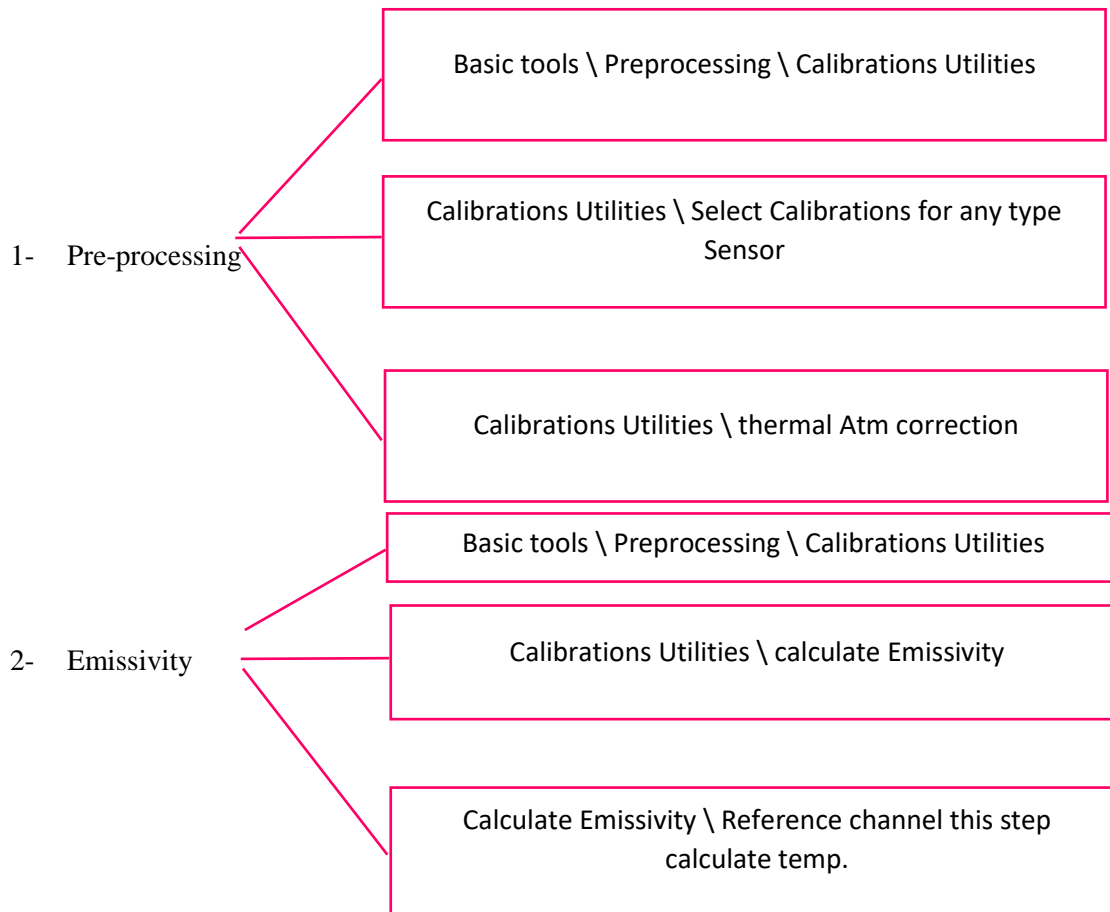 Basic tools \ Preprocessing \ Calibrations Utilities
Calibrations Utilities \ Select Calibrations for any type
Sensor
1- Pre-processing
Calibrations Utilities \ thermal Atm correction
Basic tools \ Preprocessing \ Calibrations Utilities
2- Emissivity
Calibrations Utilities \ calculate Emissivity
Calculate Emissivity \ Reference channel this step
calculate temp.